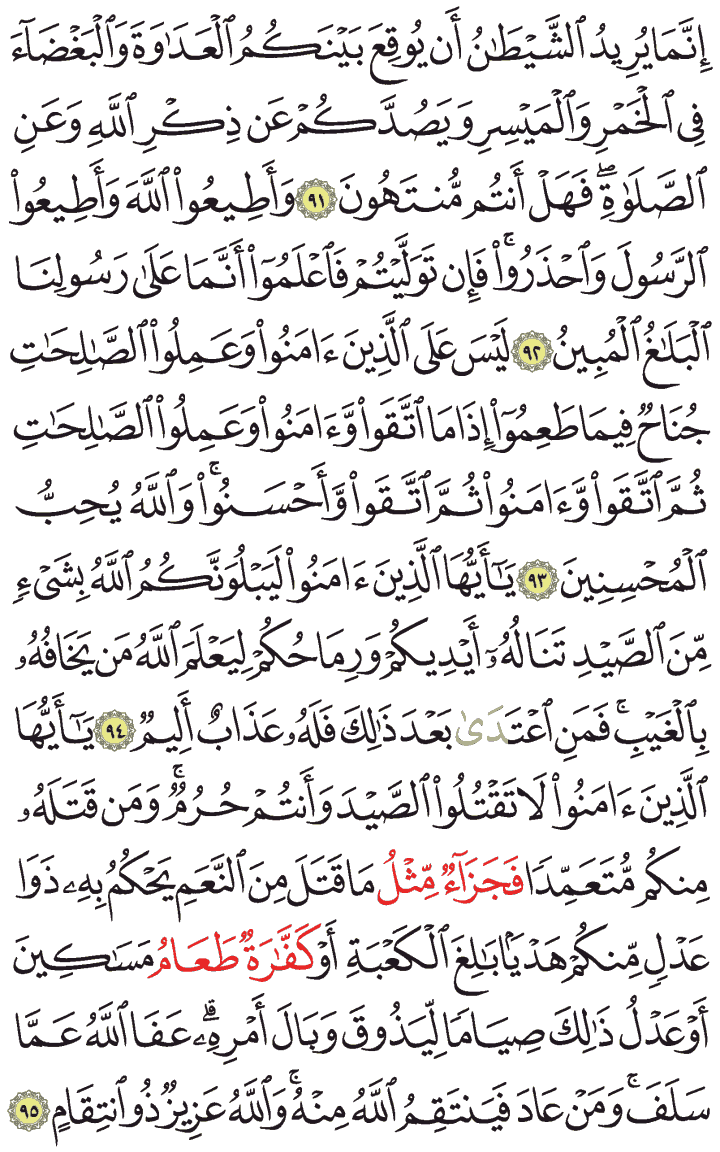 إِنَّمَا يُرِيدُ ٱلشَّيْطَٰنُ أَن يُوقِعَ بَيْنَكُمُ ٱلْعَدَٰوَةَ وَٱلْبَغْضَآءَ
فِى ٱلْخَمْرِ وَٱلْمَيْسِرِ وَيَصُدَّكُمْ عَن ذِكْرِ ٱللَّهِ وَعَنِ
ٱلصَّلَوٰةِۖ فَهَلْ أَنتُم مُّنتَهُونَ ٩١ وَأَطِيعُوا۟ ٱللَّهَ وَأَطِيعُوا۟
ٱلرَّسُولَ وَٱحْذَرُوا۟ۚ فَإِن تَوَلَّيْتُمْ فَٱعْلَمُوٓا۟ أَنَّمَا عَلَىٰ رَسُولِنَا
ٱلْبَلَٰغُ ٱلْمُبِينُ ٩٢ لَيْسَ عَلَى ٱلَّذِينَ ءَامَنُوا۟ وَعَمِلُوا۟ ٱلصَّٰلِحَٰتِ
جُنَاحٌ فِيمَا طَعِمُوٓا۟ إِذَا مَا ٱتَّقَوا۟ وَّءَامَنُوا۟ وَعَمِلُوا۟ ٱلصَّٰلِحَٰتِ
ثُمَّ ٱتَّقَوا۟ وَّءَامَنُوا۟ ثُمَّ ٱتَّقَوا۟ وَّأَحْسَنُوا۟ۚ وَٱللَّهُ يُحِبُّ
ٱلْمُحْسِنِينَ ٩٣ يَٰٓأَيُّهَا ٱلَّذِينَ ءَامَنُوا۟ لَيَبْلُوَنَّكُمُ ٱللَّهُ بِشَىْءٍ
مِّنَ ٱلصَّيْدِ تَنَالُهُۥٓ أَيْدِيكُمْ وَرِمَاحُكُمْ لِيَعْلَمَ ٱللَّهُ مَن يَخَافُهُۥ
بِٱلْغَيْبِۚ فَمَنِ ٱعْتَدَىٰ بَعْدَ ذَٰلِكَ فَلَهُۥ عَذَابٌ أَلِيمٌ ٩٤ يَٰٓأَيُّهَا
ٱلَّذِينَ ءَامَنُوا۟ لَا تَقْتُلُوا۟ ٱلصَّيْدَ وَأَنتُمْ حُرُمٌۚ وَمَن قَتَلَهُۥ
مِنكُم مُّتَعَمِّدًا فَجَزَآءٌ مِّثْلُ مَا قَتَلَ مِنَ ٱلنَّعَمِ يَحْكُمُ بِهِۦ ذَوَا
عَدْلٍ مِّنكُمْ هَدْيًۢا بَٰلِغَ ٱلْكَعْبَةِ أَوْ كَفَّٰرَةٌ طَعَامُ مَسَٰكِينَ
أَوْ عَدْلُ ذَٰلِكَ صِيَامًا لِّيَذُوقَ وَبَالَ أَمْرِهِۦۗ عَفَا ٱللَّهُ عَمَّا
سَلَفَۚ وَمَنْ عَادَ فَيَنتَقِمُ ٱللَّهُ مِنْهُۚ وَٱللَّهُ عَزِيزٌ ذُو ٱنتِقَامٍ ٩٥